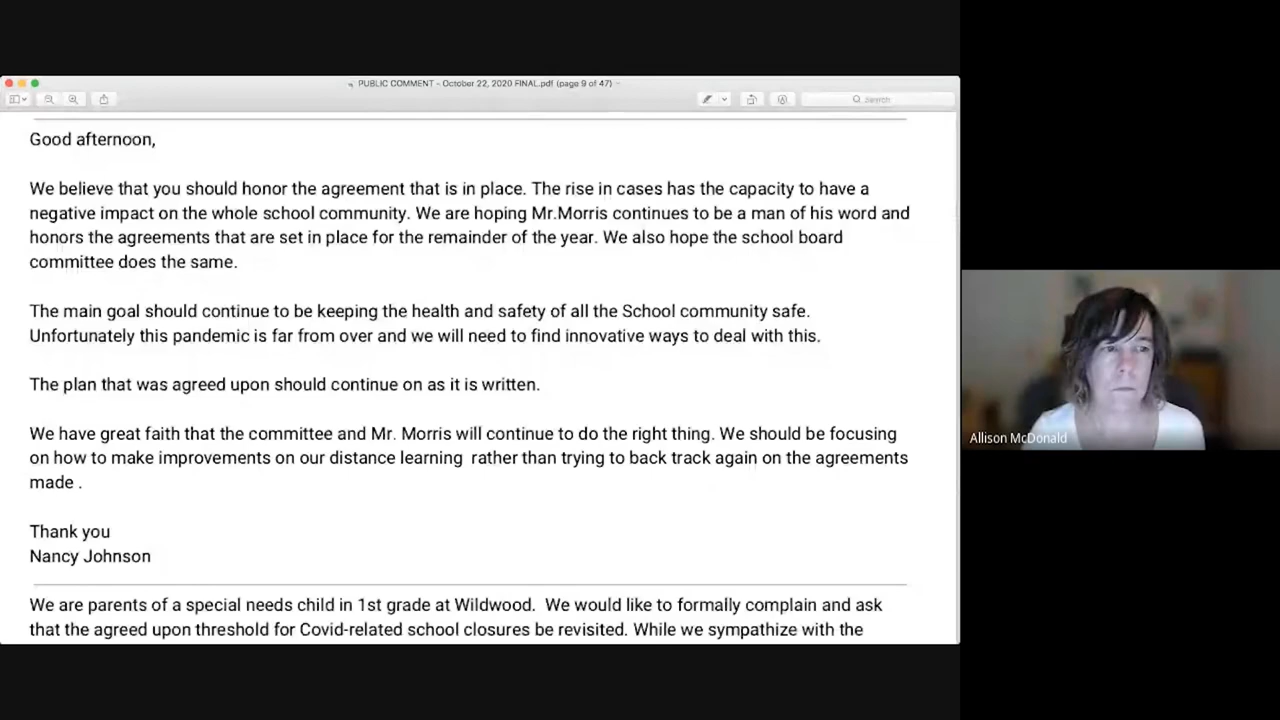 PUBLIC COMMENT - October 22, 2020 FINAL.pdf (page 9 of 47)
Search
Good afternoon,
We believe that you should honor the agreement that is in place. The rise in cases has the capacity to have a
negative impact on the whole school community. We are hoping Mr.Morris continues to be a man of his word and
honors the agreements that are set in place for the remainder of the year. We also hope the school board
committee does the same.
The main goal should continue to be keeping the health and safety of all the School community safe.
Unfortunately this pandemic is far from over and we will need to find innovative ways to deal with this.
The plan that was agreed upon should continue on as it is written.
We have great faith that the committee and Mr. Morris will continue to do the right thing. We should be focusing
on how to make improvements on our distance learning  rather than trying to back track again on the agreements
made .
Thank you
Nancy Johnson
We are parents of a special needs child in 1st grade at Wildwood.  We would like to formally complain and ask
that the agreed upon threshold for Covid-related school closures be revisited. While we sympathize with the
Allison McDonald